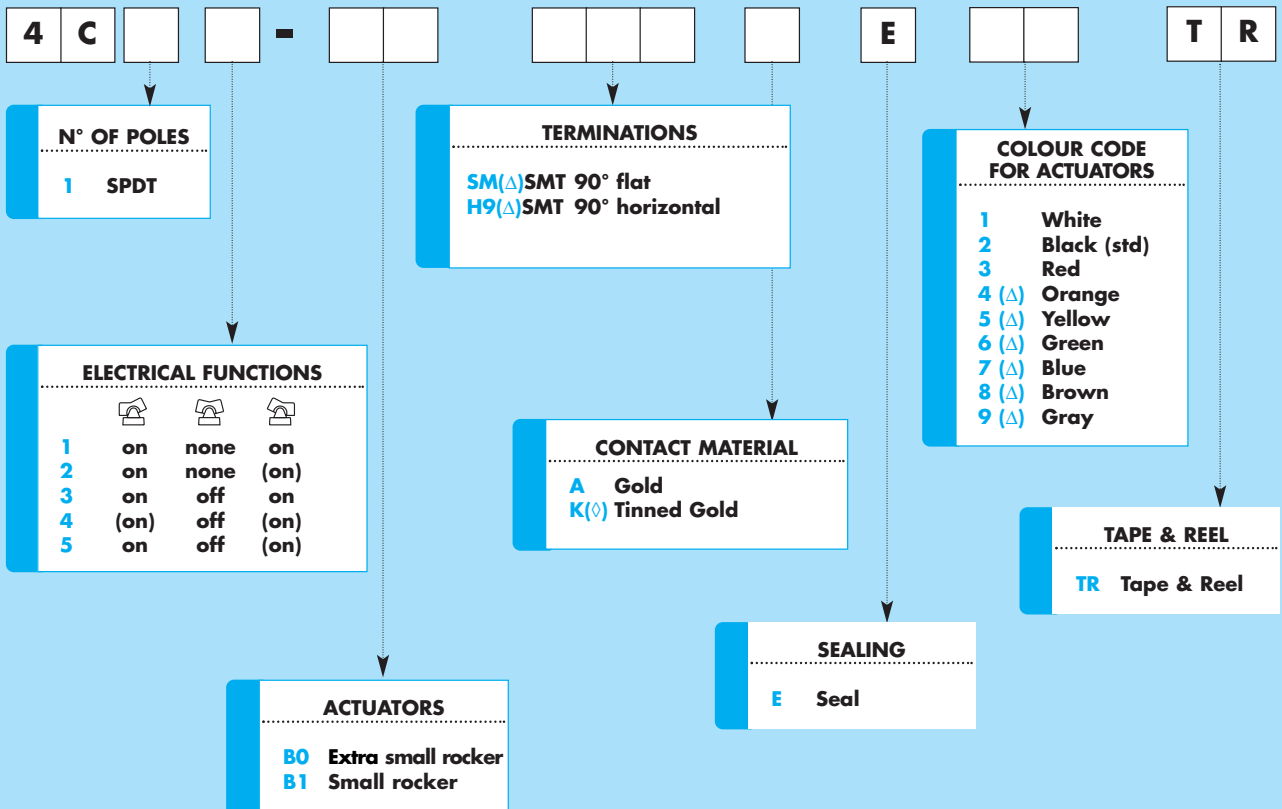 4 C - E T R
N° OF POLES
1 SPDT
TERMINATIONS
SM(Δ)SMT 90° flat
H9(Δ)SMT 90° horizontal
COLOUR CODE
FOR ACTUATORS
1 White
2 Black (std)
3 Red
4 (Δ) Orange
5 (Δ) Yellow
6 (Δ) Green
7 (Δ) Blue
8 (Δ) Brown
9 (Δ) Gray
ELECTRICAL FUNCTIONS
1 on none on
2 on none (on)
3 on off on
4 (on) off (on)
5 on off (on)
CONTACT MATERIAL
A Gold
K(◊) Tinned Gold
TAPE & REEL
TR Tape & Reel
SEALING
E Seal
ACTUATORS
B0 Extra small rocker
B1 Small rocker